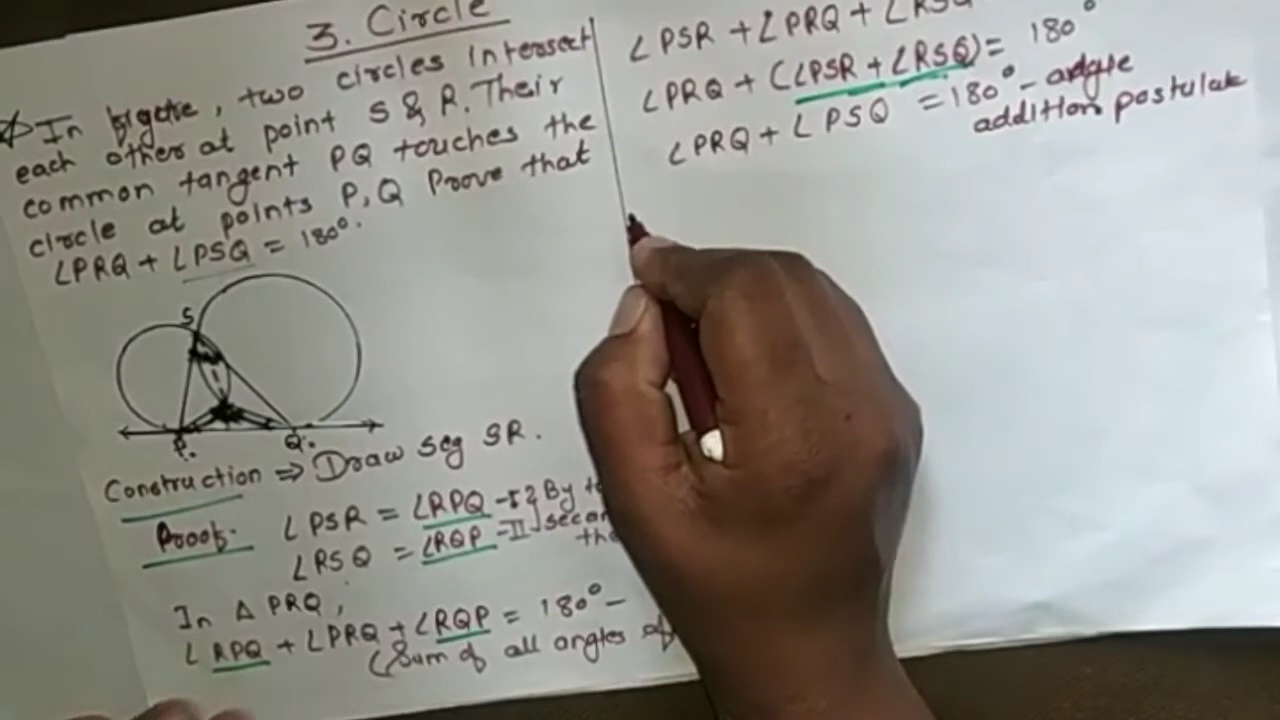 3. Circle
In figure, two circles intersect
each other at point S & R. Their
common tangent PQ touches the
circle at points P, Q Prove that
∠PRQ + ∠PSQ = 180°.
S
P. Q.
Construction ⇒ Draw seg SR.
Proof:- ∠PSR = ∠RPQ - I } By
∠RSQ = ∠RQP - II
In △ PRQ,
∠RPQ + ∠PRQ + ∠RQP = 180° -
(Sum of all angles of
∠PSR + ∠PRQ + ∠RSQ
∠PRQ + (∠PSR + ∠RSQ) = 180°
∠PRQ + ∠PSQ = 180° - angle
addition postulate